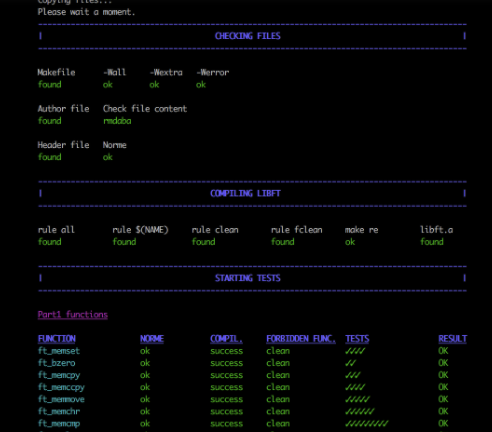 Copying files...
Please wait a moment.
CHECKING FILES
Makefile -Wall -Wextra -Werror
found ok ok ok
Author file Check file content
found rmdaba
Header file Norme
found ok
COMPILING LIBFT
rule all rule $(NAME) rule clean rule fclean make re libft.a
found found found found ok found
STARTING TESTS
Part1 functions
FUNCTION NORME COMPIL. FORBIDDEN FUNC. TESTS RESULT
ft_memset ok success clean ✓✓✓✓ OK
ft_bzero ok success clean ✓✓ OK
ft_memcpy ok success clean ✓✓✓ OK
ft_memccpy ok success clean ✓✓✓✓ OK
ft_memmove ok success clean ✓✓✓✓✓ OK
ft_memchr ok success clean ✓✓✓✓✓✓ OK
ft_memcmp ok success clean ✓✓✓✓✓✓✓✓✓ OK